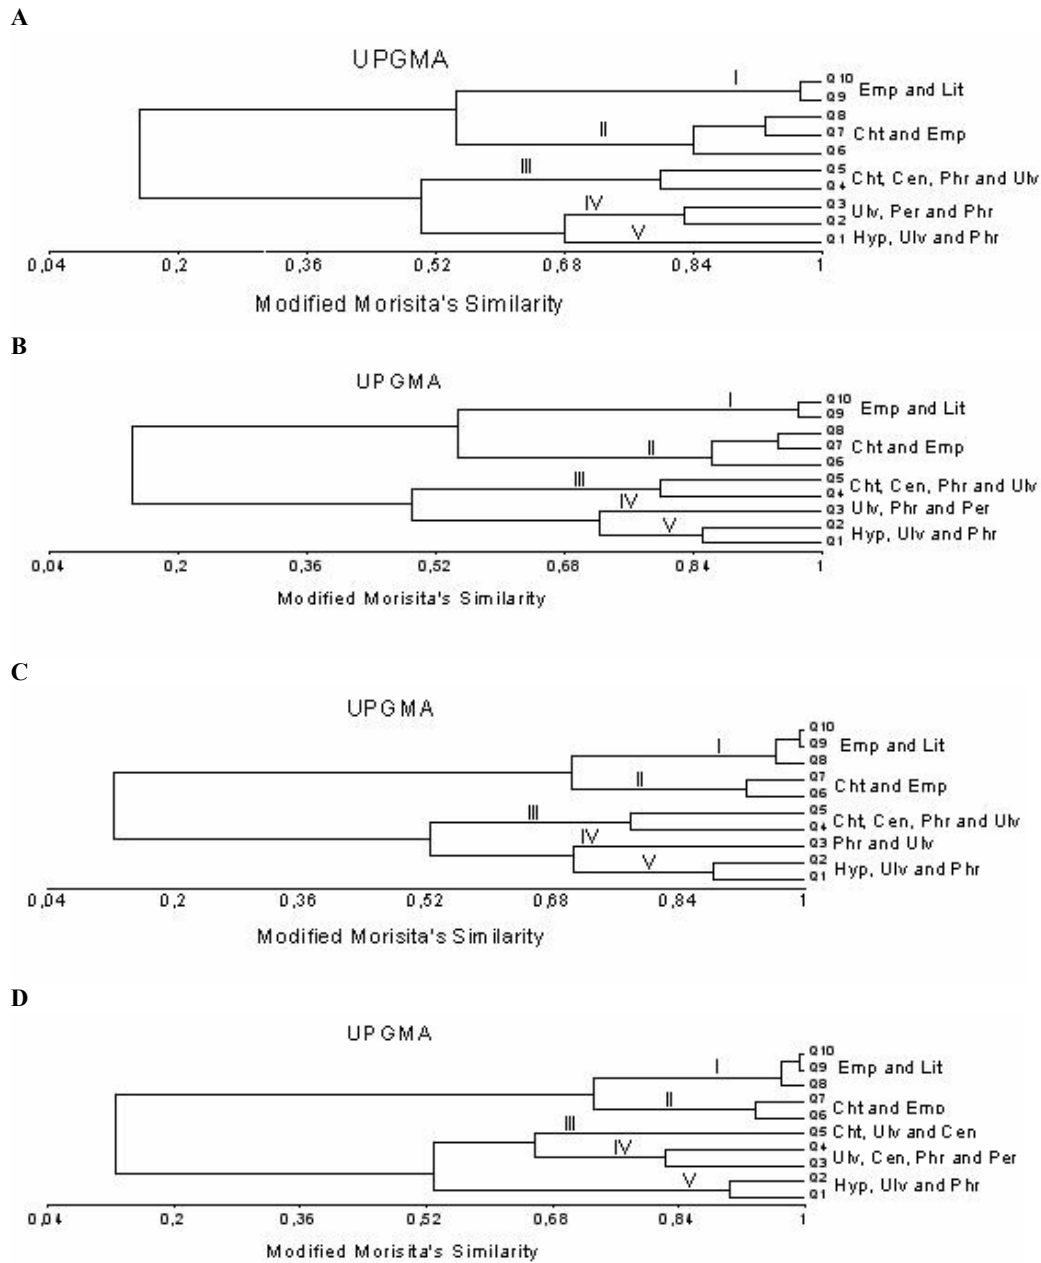 A
UPGMA
I
Q10
Emp and Lit
Q9
Q8
II
Q7
Cht and Emp
Q6
III
Q5
Cht, Cen, Phr and Ulv
Q4
IV
Q3
Ulv, Per and Phr
Q2
V
Q1 Hyp, Ulv and Phr
0,04 0,2 0,36 0,52 0,68 0,84 1
Modified Morisita's Similarity
B
UPGMA
I
Q10
Emp and Lit
Q9
Q8
II
Q7
Cht and Emp
Q6
III
Q5
Cht, Cen, Phr and Ulv
Q4
IV
Q3 Ulv, Phr and Per
Q2
V
Hyp, Ulv and Phr
Q1
0,04 0,2 0,36 0,52 0,68 0,84 1
Modified Morisita's Similarity
C
UPGMA
Q10
I
Q9 Emp and Lit
Q8
II
Q7
Cht and Emp
Q6
III
Q5
Cht, Cen, Phr and Ulv
Q4
IV
Q3 Phr and Ulv
V
Q2
Hyp, Ulv and Phr
Q1
0,04 0,2 0,36 0,52 0,68 0,84 1
Modified Morisita's Similarity
D
UPGMA
Q10
I
Q9 Emp and Lit
Q8
II
Q7
Cht and Emp
Q6
III
Q5 Cht, Ulv and Cen
IV
Q4
Ulv, Cen, Phr and Per
Q3
V
Q2
Hyp, Ulv and Phr
Q1
0,04 0,2 0,36 0,52 0,68 0,84 1
Modified Morisita's Similarity